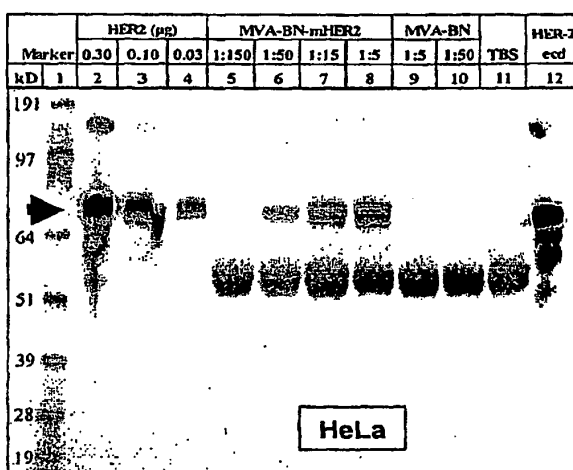 HER2 (µg) MVA-BN-mHER2 MVA-BN HER-2
Marker 0.30 0.10 0.03 1:150 1:50 1:15 1:5 1:5 1:50 TBS ecd
kD 1 2 3 4 5 6 7 8 9 10 11 12
191
97
64
51
39
28
19
HeLa